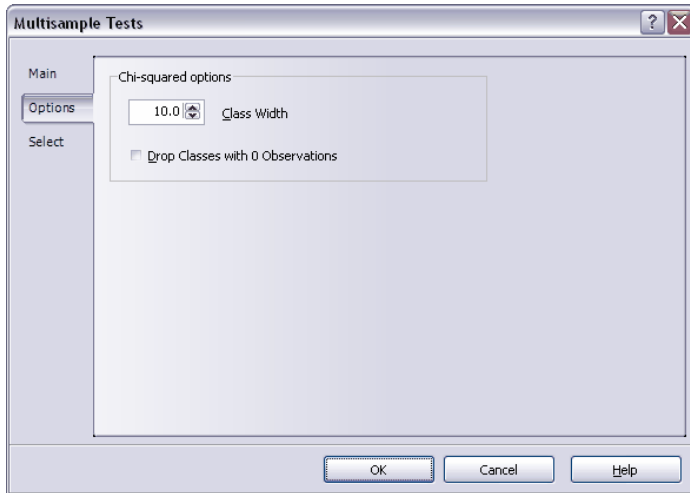 Multisample Tests
?
Main
Options
Select
Chi-squared options
10.0 Class Width
Drop Classes with 0 Observations
OK
Cancel
Help